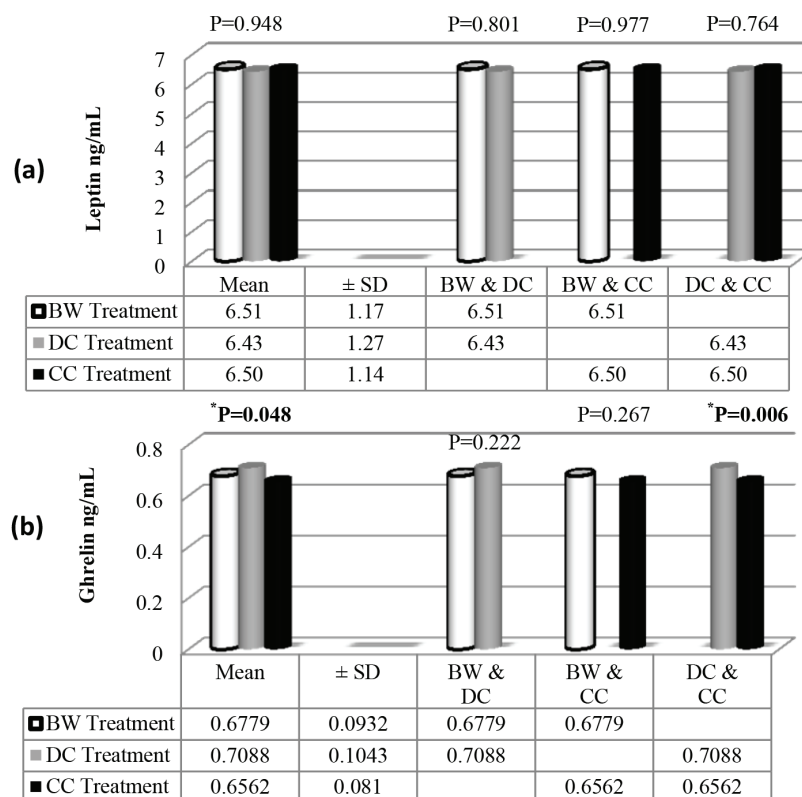 P=0.948 P=0.801 P=0.977 P=0.764
7
6
5
4
3
2
1
0
Leptin ng/mL
(a)
Mean ± SD BW & DC BW & CC DC & CC
BW Treatment 6.51 1.17 6.51 6.51
DC Treatment 6.43 1.27 6.43 6.43
CC Treatment 6.50 1.14 6.50 6.50
*P=0.048 P=0.222 P=0.267 *P=0.006
0.8
0.6
0.4
0.2
0
Ghrelin ng/mL
(b)
Mean ± SD BW & BW & DC &
DC CC CC
BW Treatment 0.6779 0.0932 0.6779 0.6779
DC Treatment 0.7088 0.1043 0.7088 0.7088
CC Treatment 0.6562 0.081 0.6562 0.6562